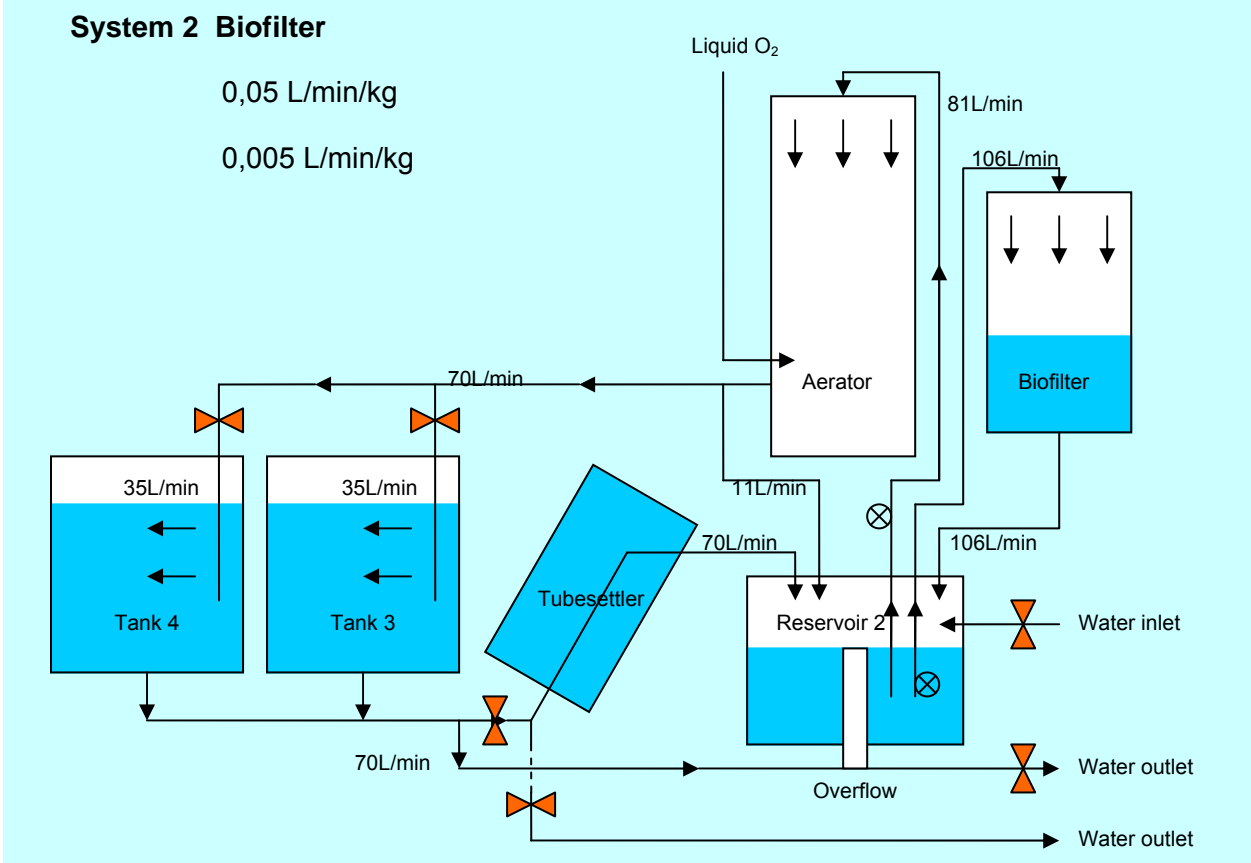 System 2 Biofilter
0,05 L/min/kg
0,005 L/min/kg
Liquid O₂
81L/min
106L/min
Aerator
Biofilter
70L/min
35L/min
35L/min
11L/min
70L/min
106L/min
Tubesettler
Tank 4
Tank 3
Reservoir 2
Water inlet
70L/min
Water outlet
Overflow
Water outlet